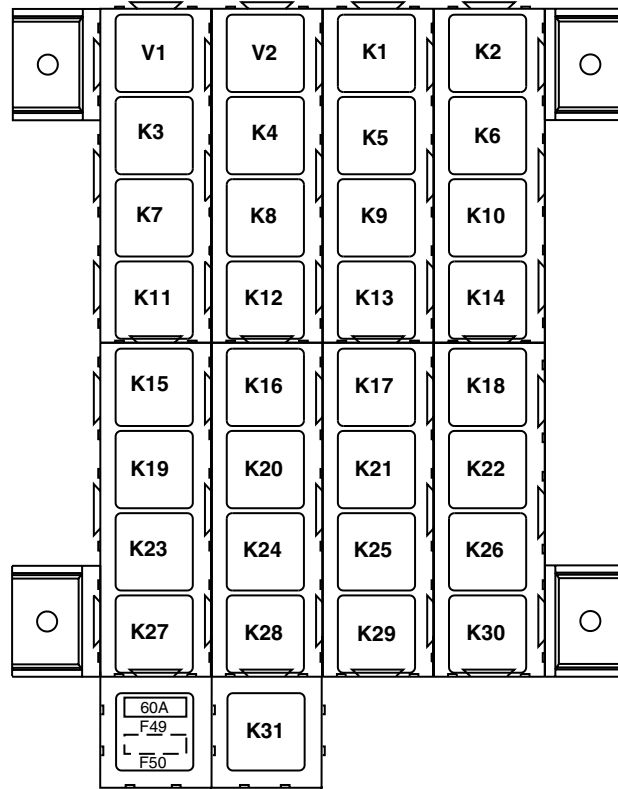 V1 V2 K1 K2
K3 K4 K5 K6
K7 K8 K9 K10
K11 K12 K13 K14
K15 K16 K17 K18
K19 K20 K21 K22
K23 K24 K25 K26
K27 K28 K29 K30
60A
F49
K31
F50